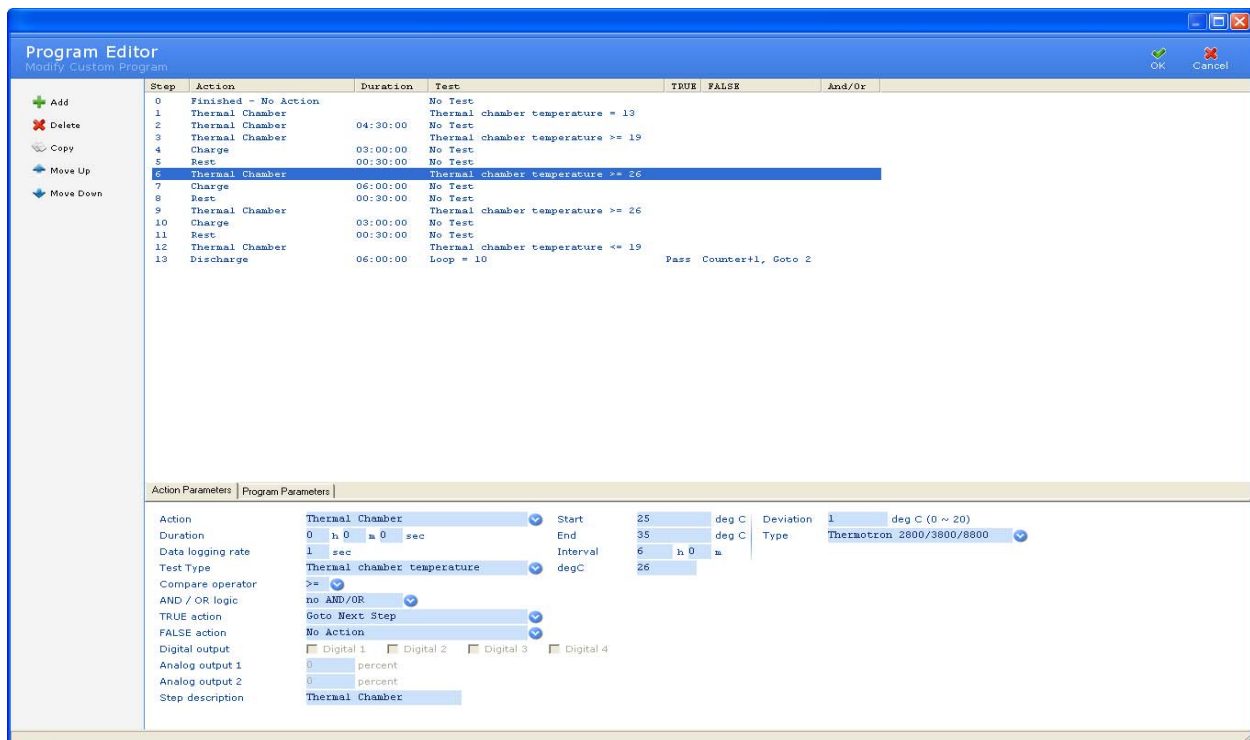 Program Editor
Modify Custom Program
OK
Cancel
Add
Delete
Copy
Move Up
Move Down
Step Action Duration Test TRUE FALSE And/Or
0 Finished - No Action No Test
1 Thermal Chamber Thermal chamber temperature = 13
2 Thermal Chamber 04:30:00 No Test
3 Thermal Chamber Thermal chamber temperature >= 19
4 Charge 03:00:00 No Test
5 Rest 00:30:00 No Test
6 Thermal Chamber Thermal chamber temperature >= 26
7 Charge 06:00:00 No Test
8 Rest 00:30:00 No Test
9 Thermal Chamber Thermal chamber temperature >= 26
10 Charge 03:00:00 No Test
11 Rest 00:30:00 No Test
12 Thermal Chamber Thermal chamber temperature <= 19
13 Discharge 06:00:00 Loop = 10 Pass Counter+1, Goto 2
Action Parameters Program Parameters
Action Thermal Chamber Start 25 deg C Deviation 1 deg C (0 ~ 20)
Duration 0 h 0 m 0 sec End 35 deg C Type Thermotron 2800/3800/8800
Data logging rate 1 sec Interval 6 h 0 m
Test Type Thermal chamber temperature degC 26
Compare operator >=
AND / OR logic no AND/OR
TRUE action Goto Next Step
FALSE action No Action
Digital output Digital 1 Digital 2 Digital 3 Digital 4
Analog output 1 0 percent
Analog output 2 0 percent
Step description Thermal Chamber